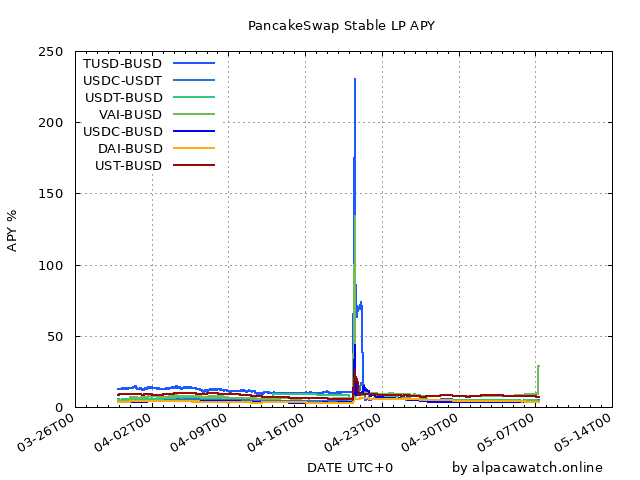 PancakeSwap Stable LP APY
250
200
150
100
50
0
APY %
TUSD-BUSD
USDC-USDT
USDT-BUSD
VAI-BUSD
USDC-BUSD
DAI-BUSD
UST-BUSD
03-26T00
04-02T00
04-09T00
04-16T00
04-23T00
04-30T00
05-07T00
05-14T00
DATE UTC+0
by alpacawatch.online